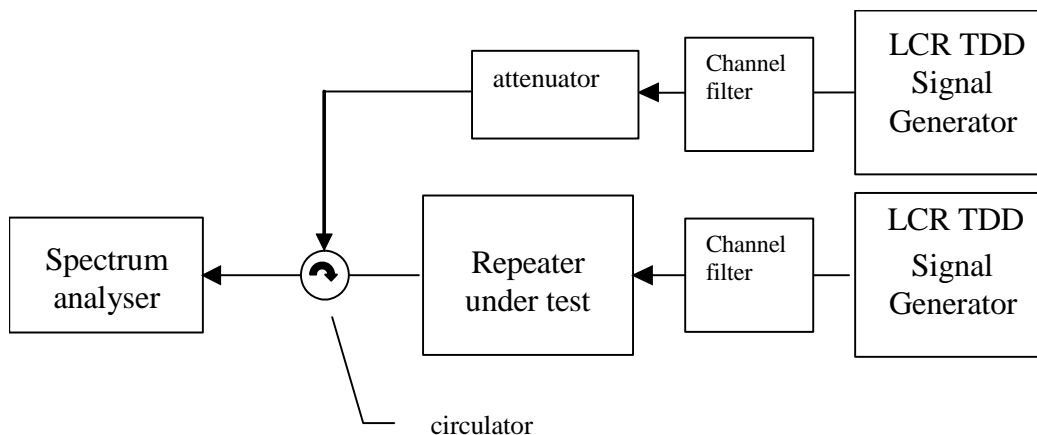 attenuator
Channel
filter
LCR TDD
Signal
Generator
Spectrum
analyser
Repeater
under test
Channel
filter
LCR TDD
Signal
Generator
circulator